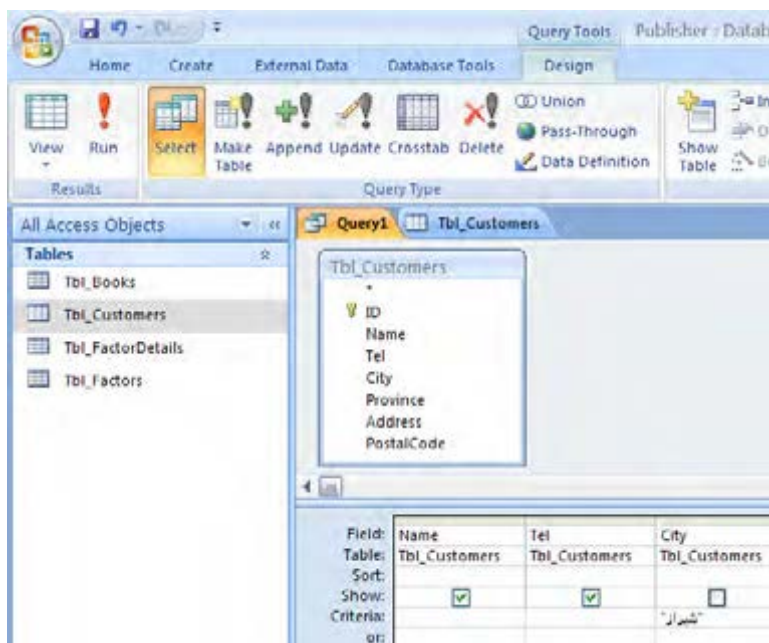 Query Tools Publisher : Datab
Home Create External Data Database Tools Design
View Run Select Make Table Append Update Crosstab Delete
Union
Pass-Through
Data Definition
Show Table
Results Query Type
All Access Objects
Query1 Tbl_Customers
Tables
Tbl_Books
Tbl_Customers
Tbl_FactorDetails
Tbl_Factors
Tbl_Customers
*
ID
Name
Tel
City
Province
Address
PostalCode
Field: Name Tel City
Table: Tbl_Customers Tbl_Customers Tbl_Customers
Sort:
Show:
Criteria: "شیراز"
or: